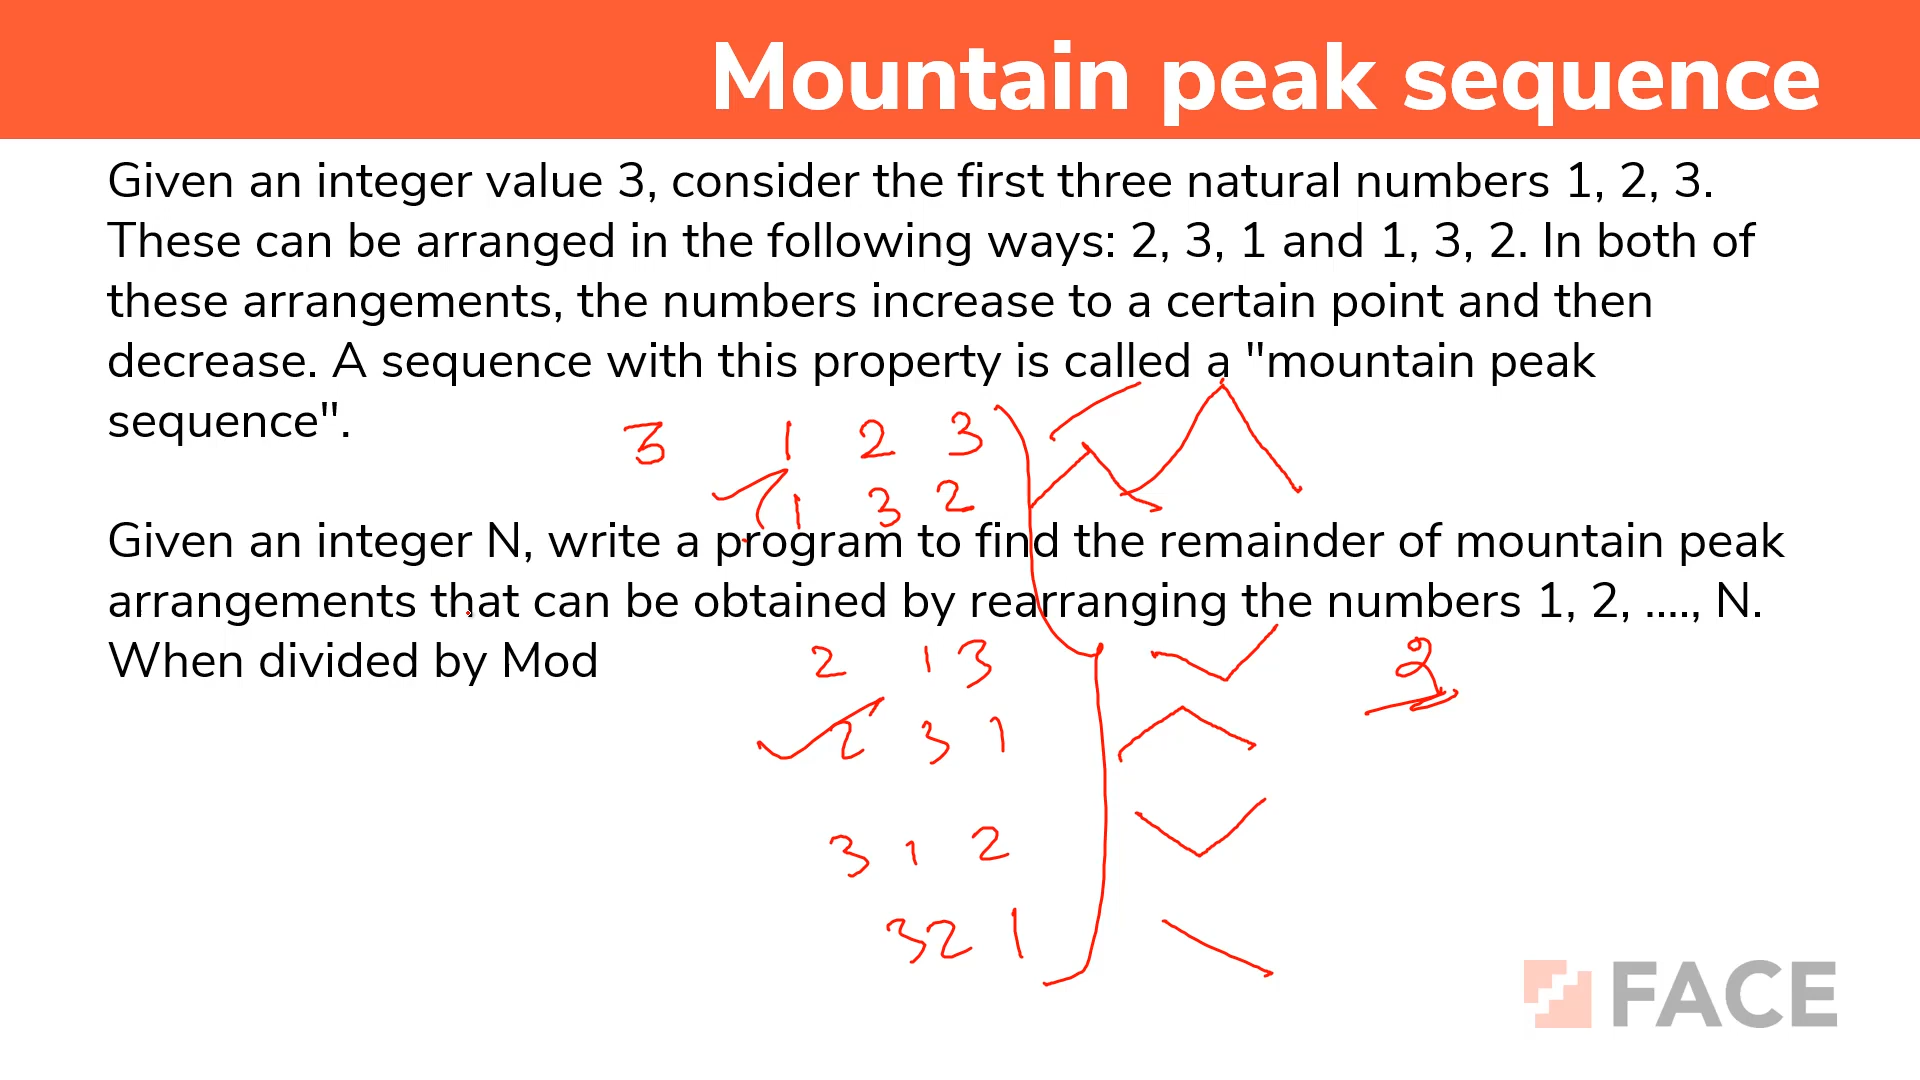 Mountain peak sequence
Given an integer value 3, consider the first three natural numbers 1, 2, 3.
These can be arranged in the following ways: 2, 3, 1 and 1, 3, 2. In both of
these arrangements, the numbers increase to a certain point and then
decrease. A sequence with this property is called a "mountain peak
sequence".
3 1 2 3
1 3 2
Given an integer N, write a program to find the remainder of mountain peak
arrangements that can be obtained by rearranging the numbers 1, 2, ...., N.
When divided by Mod
2 1 3
2
2 3 1
3 1 2
3 2 1
FACE